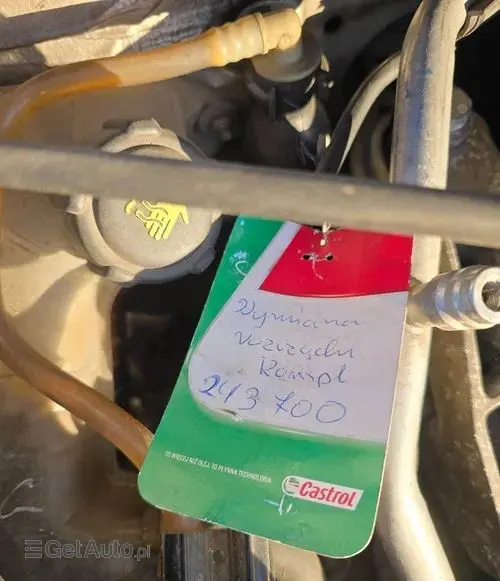 Wymiana
rozrządu
Kompl
243 700
TO WIĘCEJ NIŻ OLEJ. TO PŁYNNA TECHNOLOGIA.
Castrol
GetAuto.pl